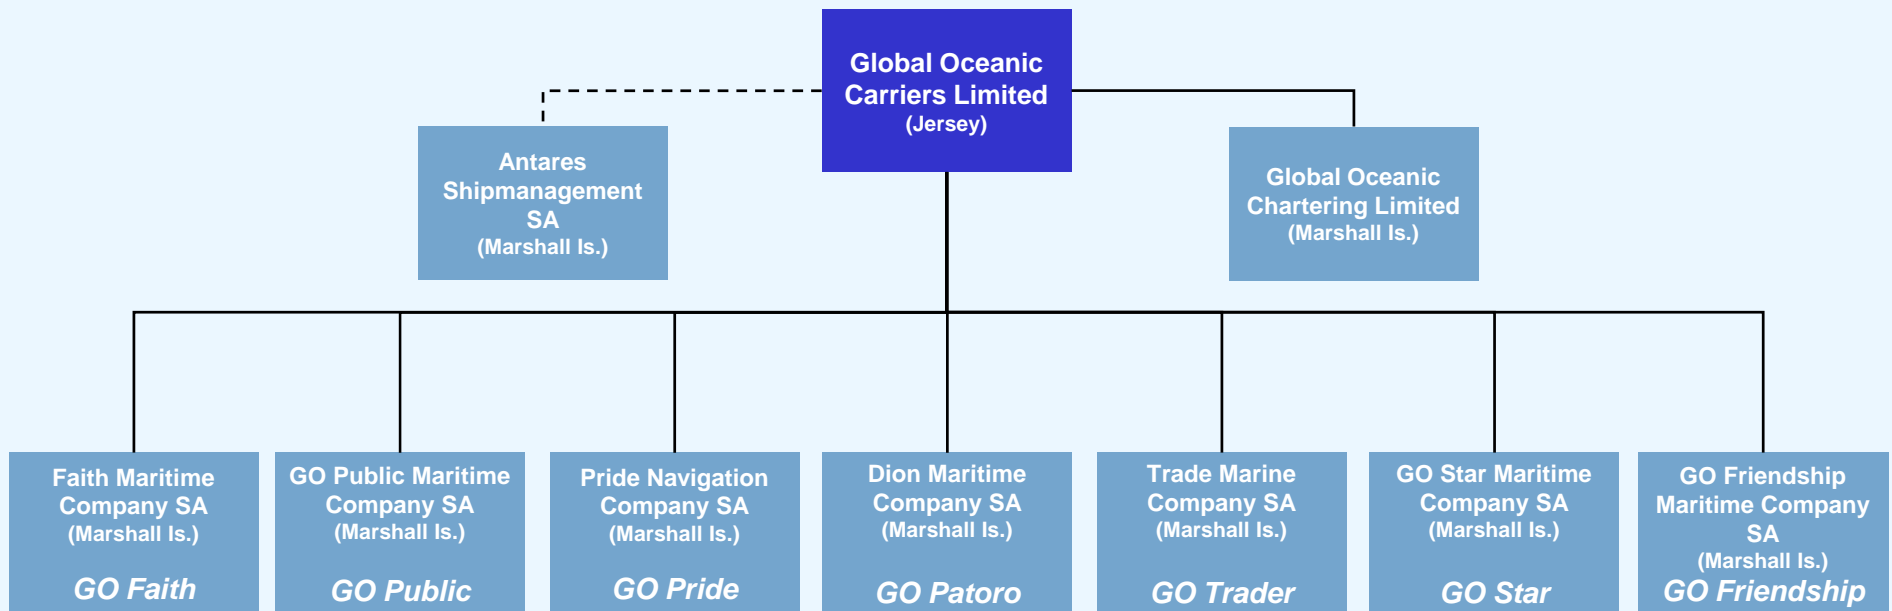 Global Oceanic
Carriers Limited
(Jersey)
Antares
Shipmanagement
SA
(Marshall Is.)
Global Oceanic
Chartering Limited
(Marshall Is.)
Faith Maritime
Company SA
(Marshall Is.)
GO Faith
GO Public Maritime
Company SA
(Marshall Is.)
GO Public
Pride Navigation
Company SA
(Marshall Is.)
GO Pride
Dion Maritime
Company SA
(Marshall Is.)
GO Patoro
Trade Marine
Company SA
(Marshall Is.)
GO Trader
GO Star Maritime
Company SA
(Marshall Is.)
GO Star
GO Friendship
Maritime Company
SA
(Marshall Is.)
GO Friendship